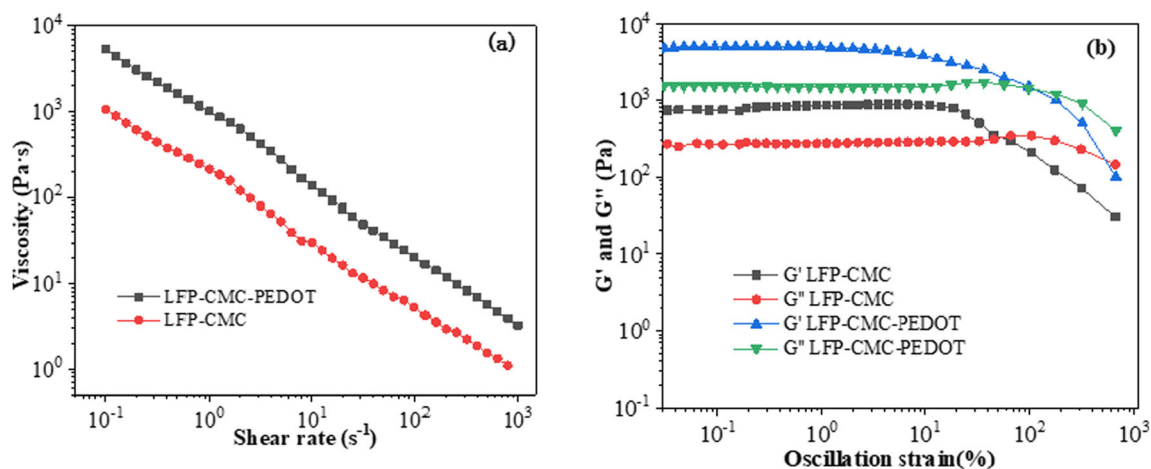 (a)
Viscosity (Pa·s)
10⁴
10³
10²
10¹
10⁰
LFP-CMC-PEDOT
LFP-CMC
10⁻¹ 10⁰ 10¹ 10² 10³
Shear rate (s⁻¹)
(b)
G' and G" (Pa)
10⁵
10⁴
10³
10²
10¹
10⁰
10⁻¹
G' LFP-CMC
G" LFP-CMC
G' LFP-CMC-PEDOT
G" LFP-CMC-PEDOT
10⁻¹ 10⁰ 10¹ 10² 10³
Oscillation strain(%)